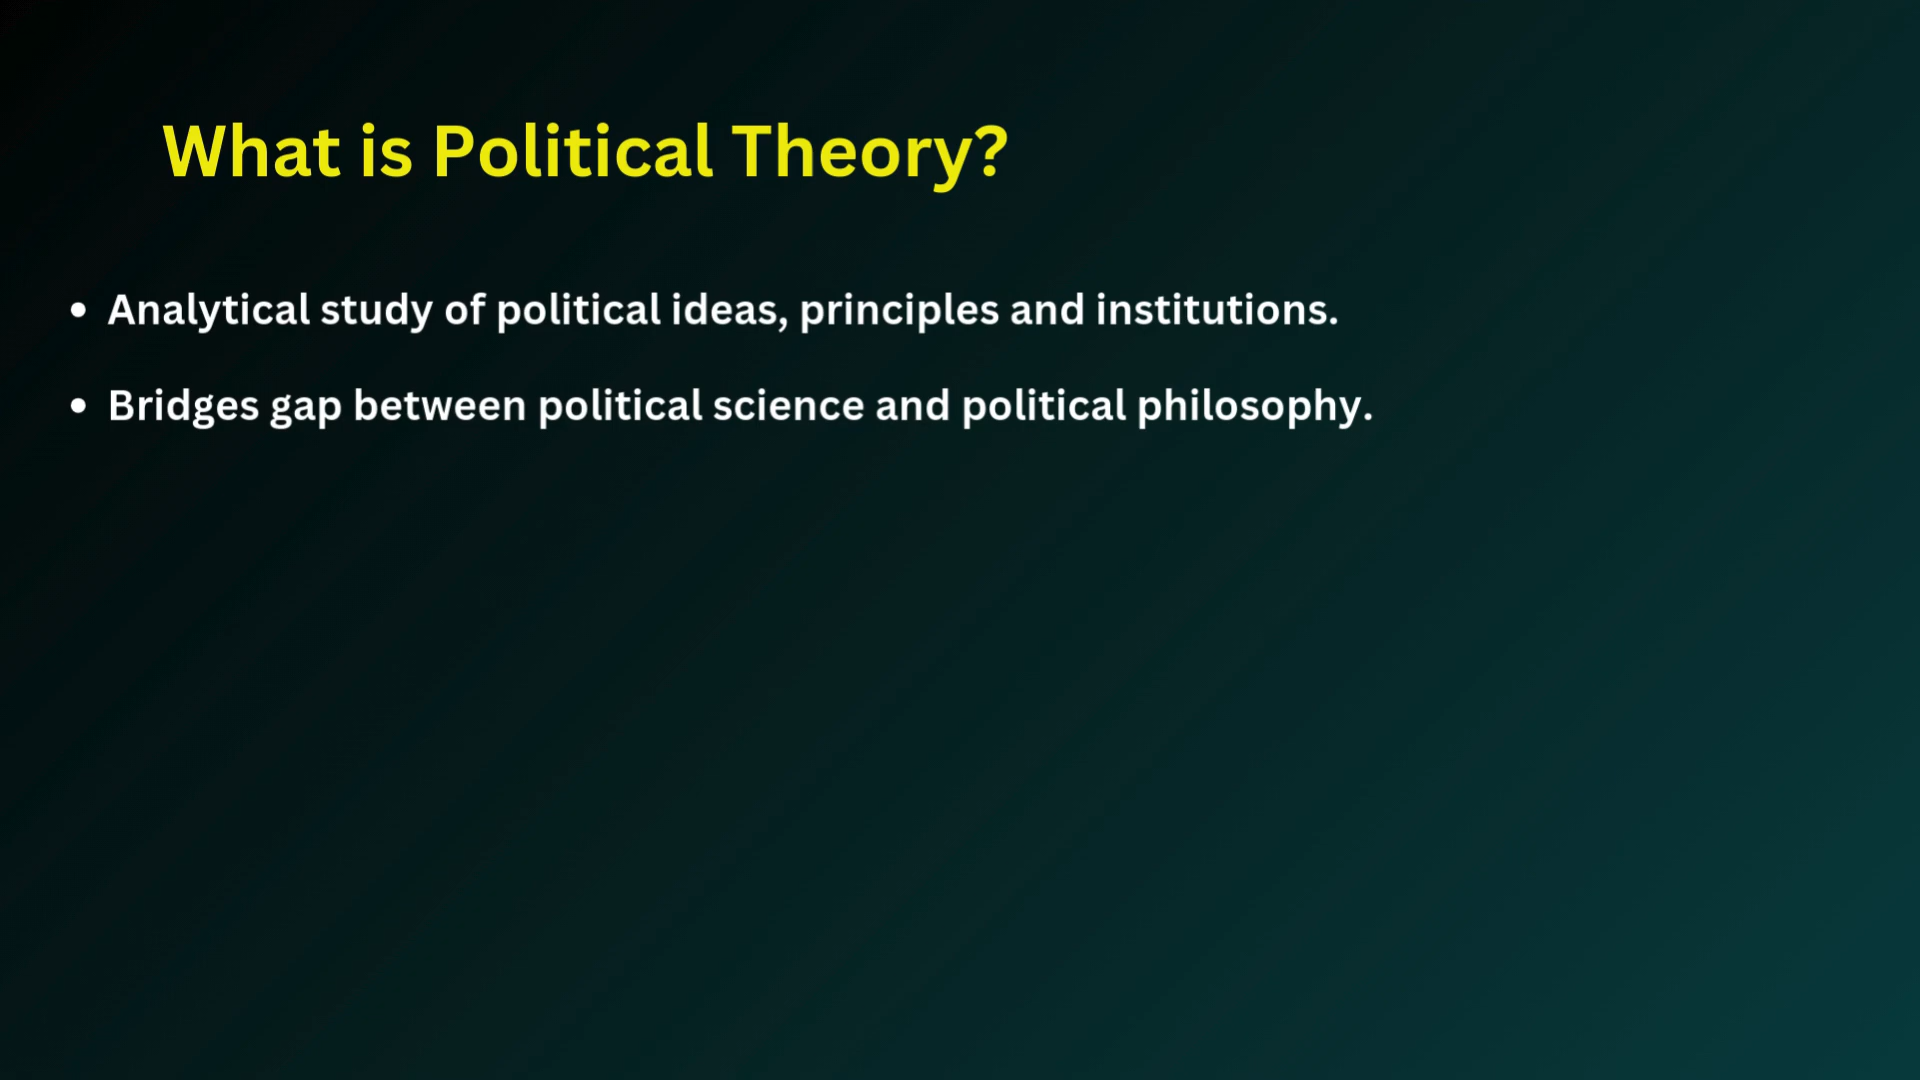 What is Political Theory?
• Analytical study of political ideas, principles and institutions.
• Bridges gap between political science and political philosophy.